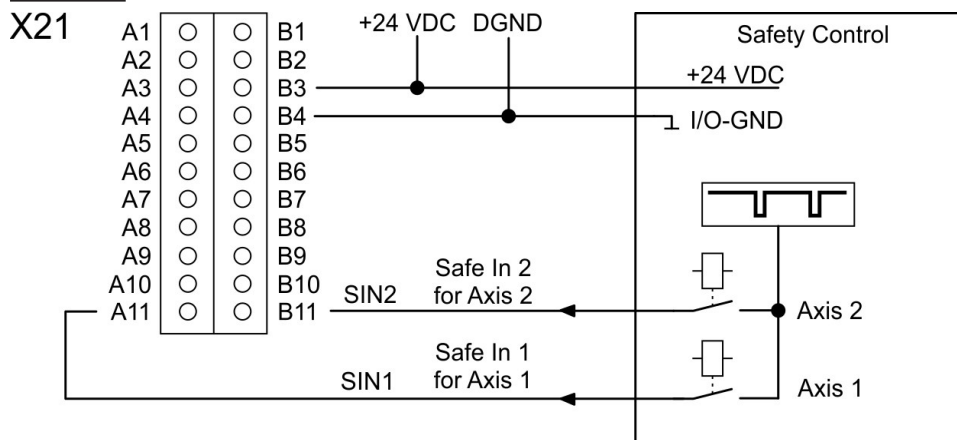 X21
+24 VDC DGND
Safety Control
A1 B1
A2 B2
A3 B3
+24 VDC
A4 B4
I/O-GND
A5 B5
A6 B6
A7 B7
A8 B8
A9 B9
A10 B10
A11 B11
SIN2
Safe In 2
for Axis 2
Axis 2
SIN1
Safe In 1
for Axis 1
Axis 1